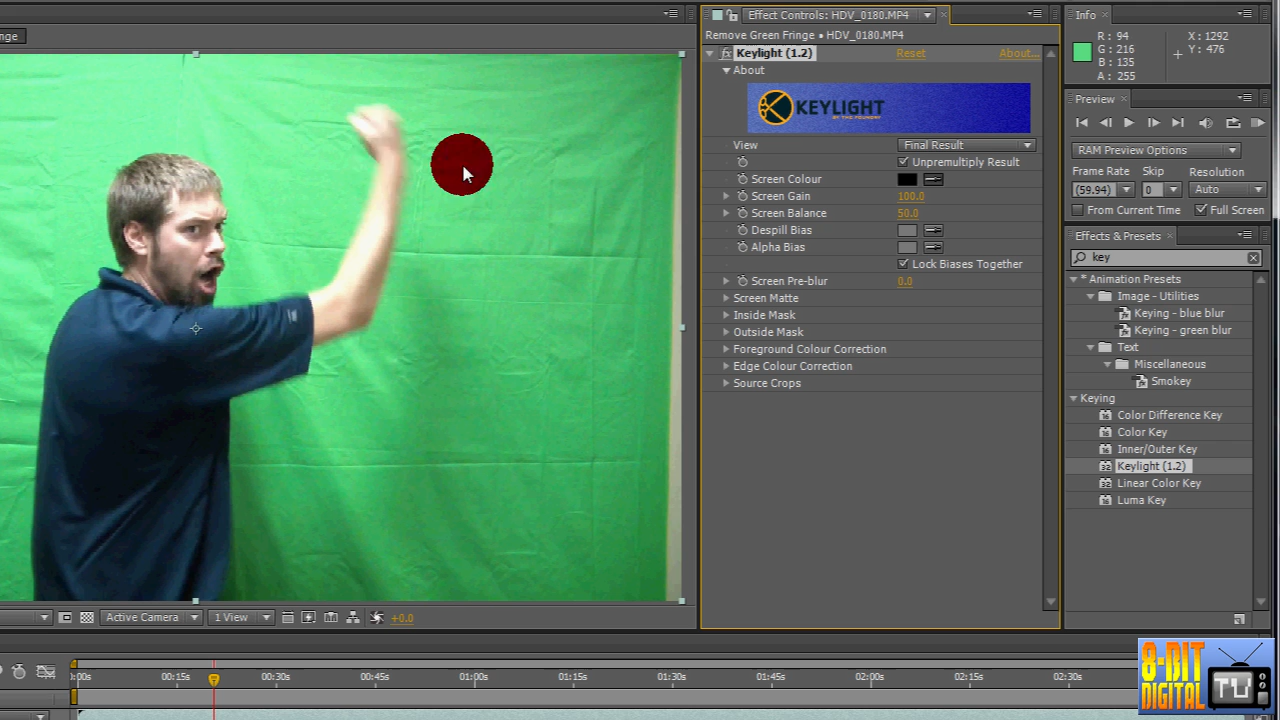 nge
Effect Controls: HDV_0180.MP4
Remove Green Fringe • HDV_0180.MP4
fx Keylight (1.2) Reset About...
About
KEYLIGHT
BY THE FOUNDRY
View Final Result
Unpremultiply Result
Screen Colour
Screen Gain 100.0
Screen Balance 50.0
Despill Bias
Alpha Bias
Lock Biases Together
Screen Pre-blur 0.0
Screen Matte
Inside Mask
Outside Mask
Foreground Colour Correction
Edge Colour Correction
Source Crops
Info
R : 94
G : 216
B : 135
A : 255
X : 1292
Y : 476
Preview
RAM Preview Options
Frame Rate Skip Resolution
(59.94) 0 Auto
From Current Time Full Screen
Effects & Presets
key
* Animation Presets
Image - Utilities
Keying - blue blur
Keying - green blur
Text
Miscellaneous
Smokey
Keying
Color Difference Key
Color Key
Inner/Outer Key
Keylight (1.2)
Linear Color Key
Luma Key
Active Camera 1 View +0.0
):00s 00:15s 00:30s 00:45s 01:00s 01:15s 01:30s 01:45s 02:00s 02:15s 02:30s
8-BIT
DIGITAL
TV